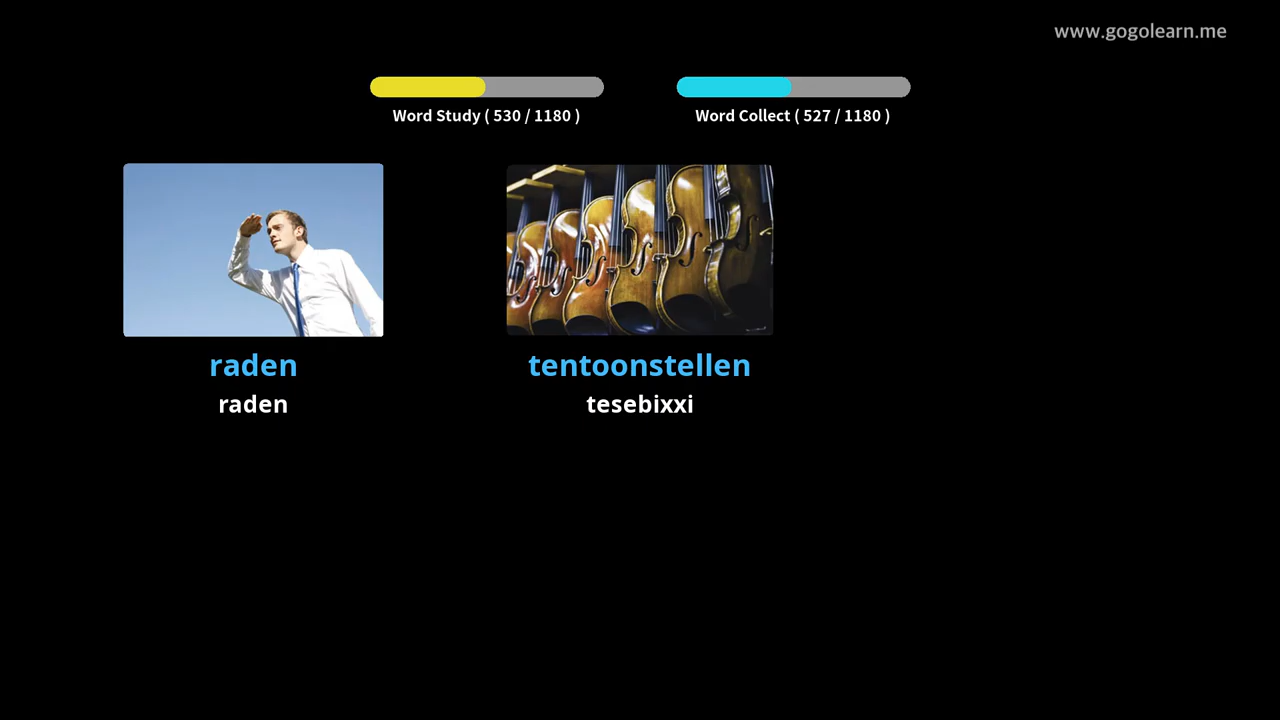 www.gogolearn.me
Word Study ( 530 / 1180 )
Word Collect ( 527 / 1180 )
raden
raden
tentoonstellen
tesebixxi